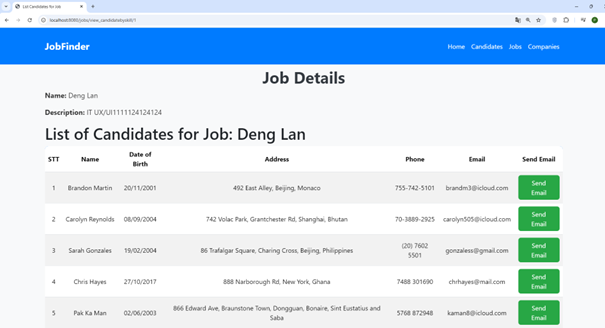 List of Candidates for Job
localhost:8080/jobs/view_candidatebyskill/1
JobFinder
Home Candidates Jobs Companies
Job Details
Name: Deng Lan
Description: IT UX/UI1111124124124
List of Candidates for Job: Deng Lan
STT Name Date of Birth Address Phone Email Send Email
1 Brandon Martin 20/11/2001 492 East Alley, Beijing, Monaco 755-742-5101 brandm3@icloud.com Send Email
2 Carolyn Reynolds 08/09/2004 742 Volac Park, Grantchester Rd, Shanghai, Bhutan 70-3889-2925 carolyn505@icloud.com Send Email
3 Sarah Gonzales 19/02/2004 86 Trafalgar Square, Charing Cross, Beijing, Philippines (20) 7602 5501 gonzaless@gmail.com Send Email
4 Chris Hayes 27/10/2017 888 Narborough Rd, New York, Ghana 7488 301690 chrhayes@mail.com Send Email
5 Pak Ka Man 02/06/2003 866 Edward Ave, Braunstone Town, Dongguan, Bonaire, Sint Eustatius and Saba 5768 872948 kaman8@icloud.com Send Email